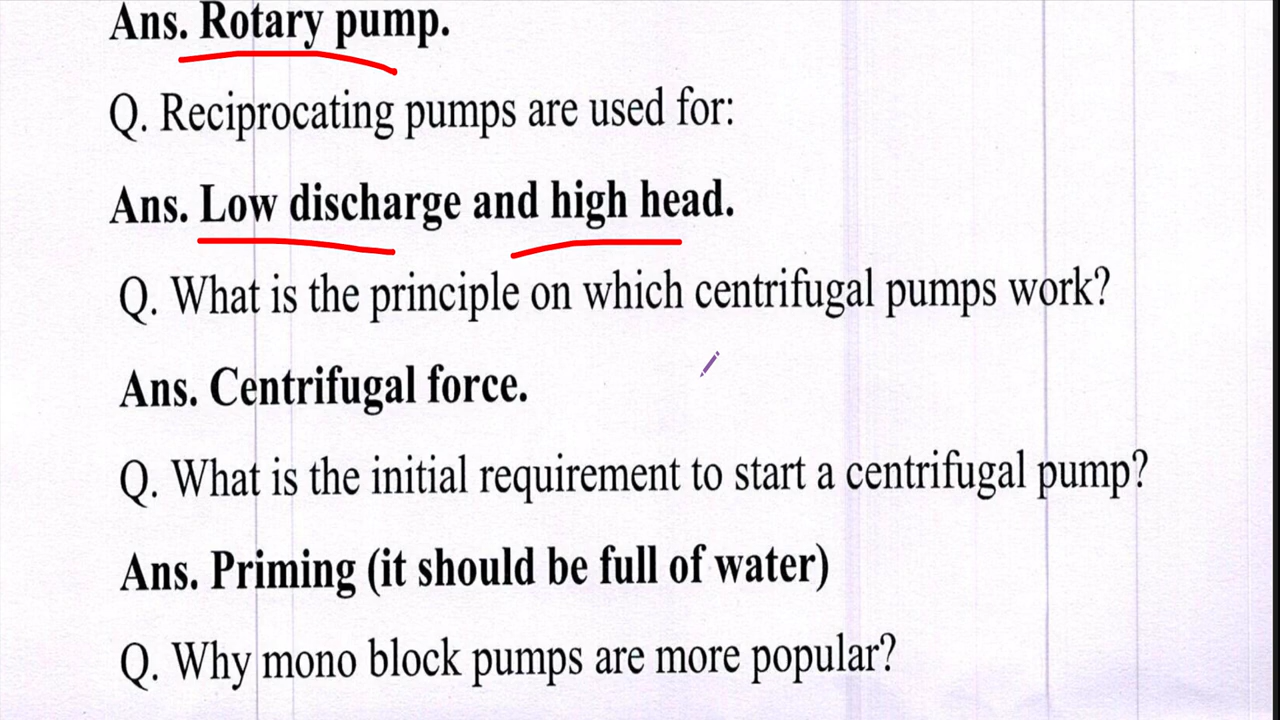 Ans. Rotary pump.
Q. Reciprocating pumps are used for:
Ans. Low discharge and high head.
Q. What is the principle on which centrifugal pumps work?
Ans. Centrifugal force.
Q. What is the initial requirement to start a centrifugal pump?
Ans. Priming (it should be full of water)
Q. Why mono block pumps are more popular?